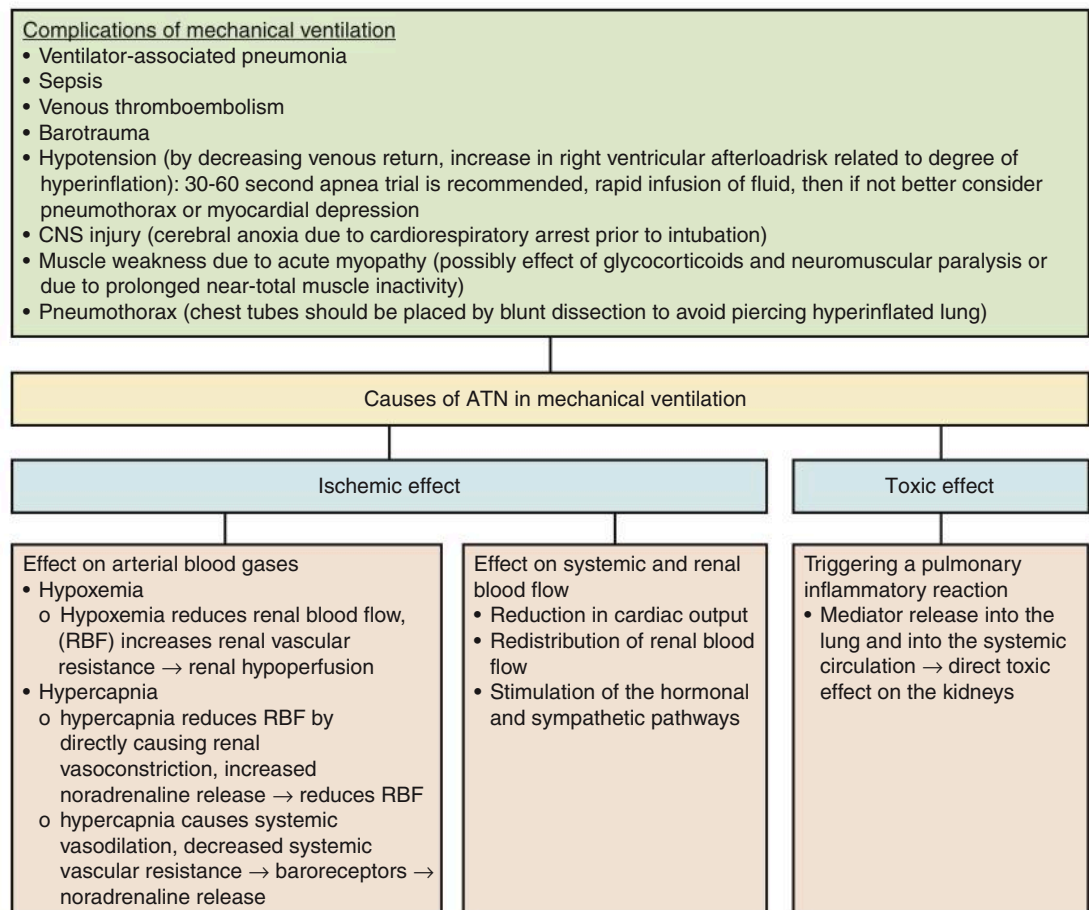 Complications of mechanical ventilation
• Ventilator-associated pneumonia
• Sepsis
• Venous thromboembolism
• Barotrauma
• Hypotension (by decreasing venous return, increase in right ventricular afterloadrisk related to degree of
hyperinflation): 30-60 second apnea trial is recommended, rapid infusion of fluid, then if not better consider
pneumothorax or myocardial depression
• CNS injury (cerebral anoxia due to cardiorespiratory arrest prior to intubation)
• Muscle weakness due to acute myopathy (possibly effect of glycocorticoids and neuromuscular paralysis or
due to prolonged near-total muscle inactivity)
• Pneumothorax (chest tubes should be placed by blunt dissection to avoid piercing hyperinflated lung)
Causes of ATN in mechanical ventilation
Ischemic effect
Toxic effect
Effect on arterial blood gases
• Hypoxemia
o Hypoxemia reduces renal blood flow,
(RBF) increases renal vascular
resistance → renal hypoperfusion
• Hypercapnia
o hypercapnia reduces RBF by
directly causing renal
vasoconstriction, increased
noradrenaline release → reduces RBF
o hypercapnia causes systemic
vasodilation, decreased systemic
vascular resistance → baroreceptors →
noradrenaline release
Effect on systemic and renal
blood flow
• Reduction in cardiac output
• Redistribution of renal blood
flow
• Stimulation of the hormonal
and sympathetic pathways
Triggering a pulmonary
inflammatory reaction
• Mediator release into the
lung and into the systemic
circulation → direct toxic
effect on the kidneys